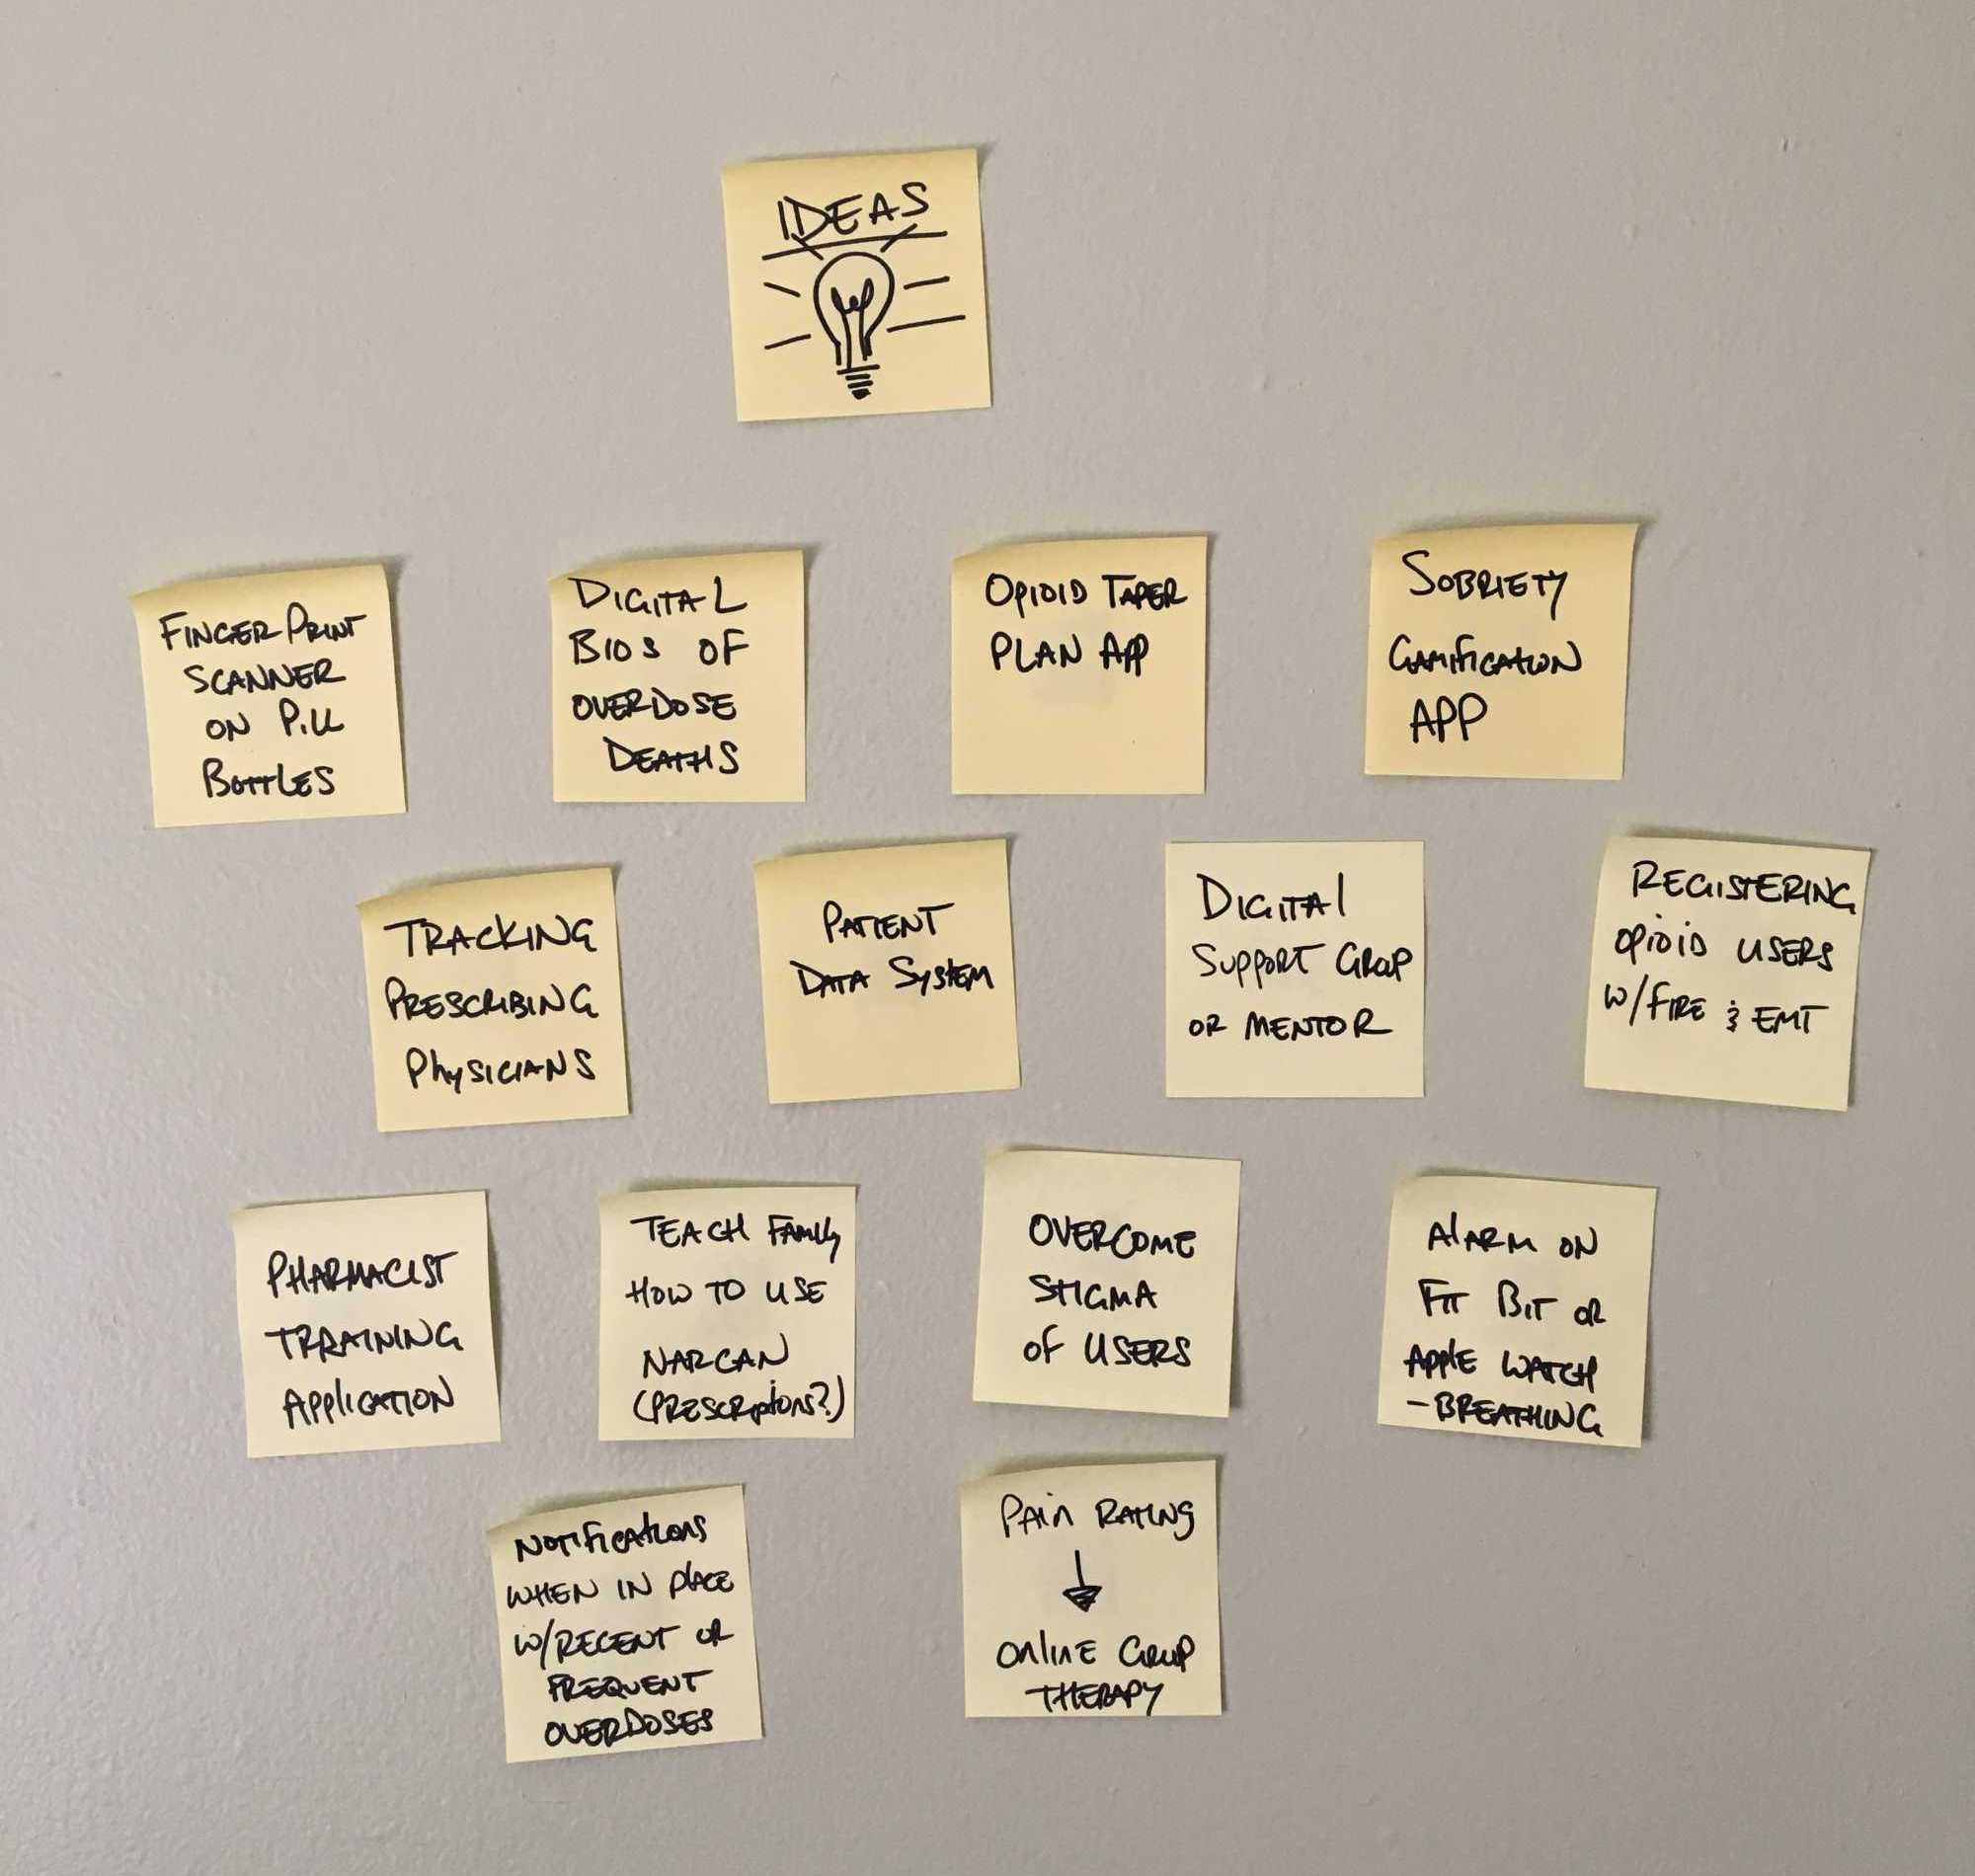 IDEAS
FINGER PRINT
SCANNER
ON PILL
BOTTLES
DIGITAL
BIOS OF
OVERDOSE
DEATHS
OPIOID TAPER
PLAN APP
SOBRIETY
GAMIFICATION
APP
TRACKING
PRESCRIBING
PHYSICIANS
PATIENT
DATA SYSTEM
DIGITAL
SUPPORT GROUP
OR MENTOR
REGISTERING
OPIOID USERS
W/FIRE & EMT
PHARMACIST
TRRAINING
APPLICATION
TEACH FAMILY
HOW TO USE
NARCAN
(PRESCRIPTIONS?)
OVERCOME
STIGMA
OF USERS
ALARM ON
FIT BIT OR
APPLE WATCH
- BREATHING
NOTIFICATIONS
WHEN IN PLACE
W/RECENT OR
FREQUENT
OVERDOSES
PAIN RATING
ONLINE GROUP
THERAPY